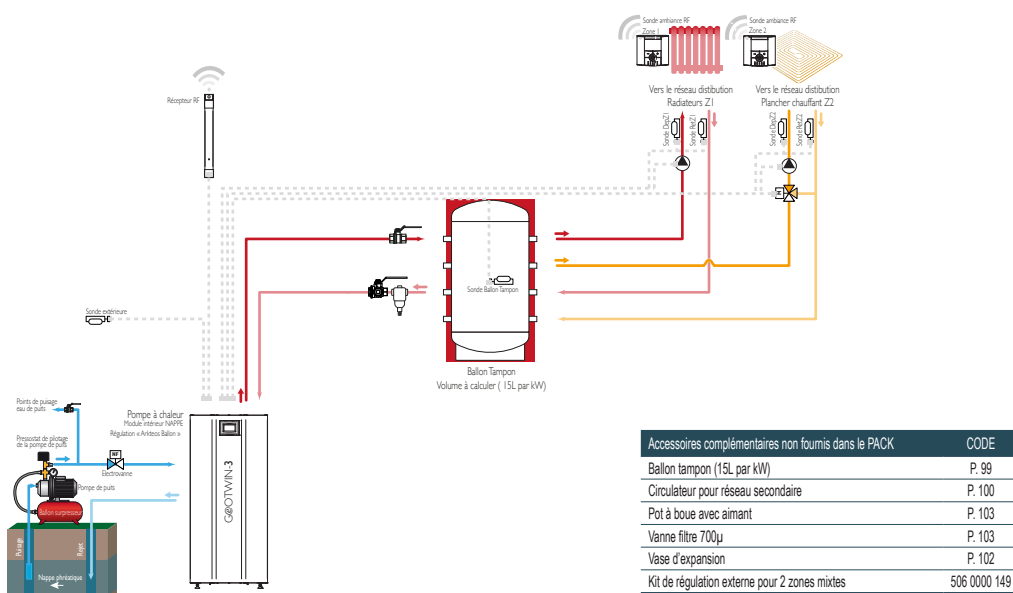 Sonde ambiance RF
Zone 1
Sonde ambiance RF
Zone 2
Récepteur RF
Vers le réseau distibution
Radiateurs Z1
Vers le réseau distibution
Plancher chauffant Z2
Sonde DepZ1
Sonde RetZ1
Sonde DepZ2
Sonde RetZ2
M
Sonde Ballon Tampon
Sonde extérieure
Ballon Tampon
Volume à calculer ( 15L par kW)
Points de puisage
eau de puits
Pompe à chaleur
Module intérieur NAPPE
Régulation « Arkteos Ballon »
Pressostat de pilotage
de la pompe de puits
NF
Electrovanne
Pompe de puits
Ballon surpresseur
Puisage
Rejet
Nappe phréatique
GEOTWIN-3
Accessoires complémentaires non fournis dans le PACK CODE
Ballon tampon (15L par kW) P. 99
Circulateur pour réseau secondaire P. 100
Pot à boue avec aimant P. 103
Vanne filtre 700µ P. 103
Vase d'expansion P. 102
Kit de régulation externe pour 2 zones mixtes 506 0000 149